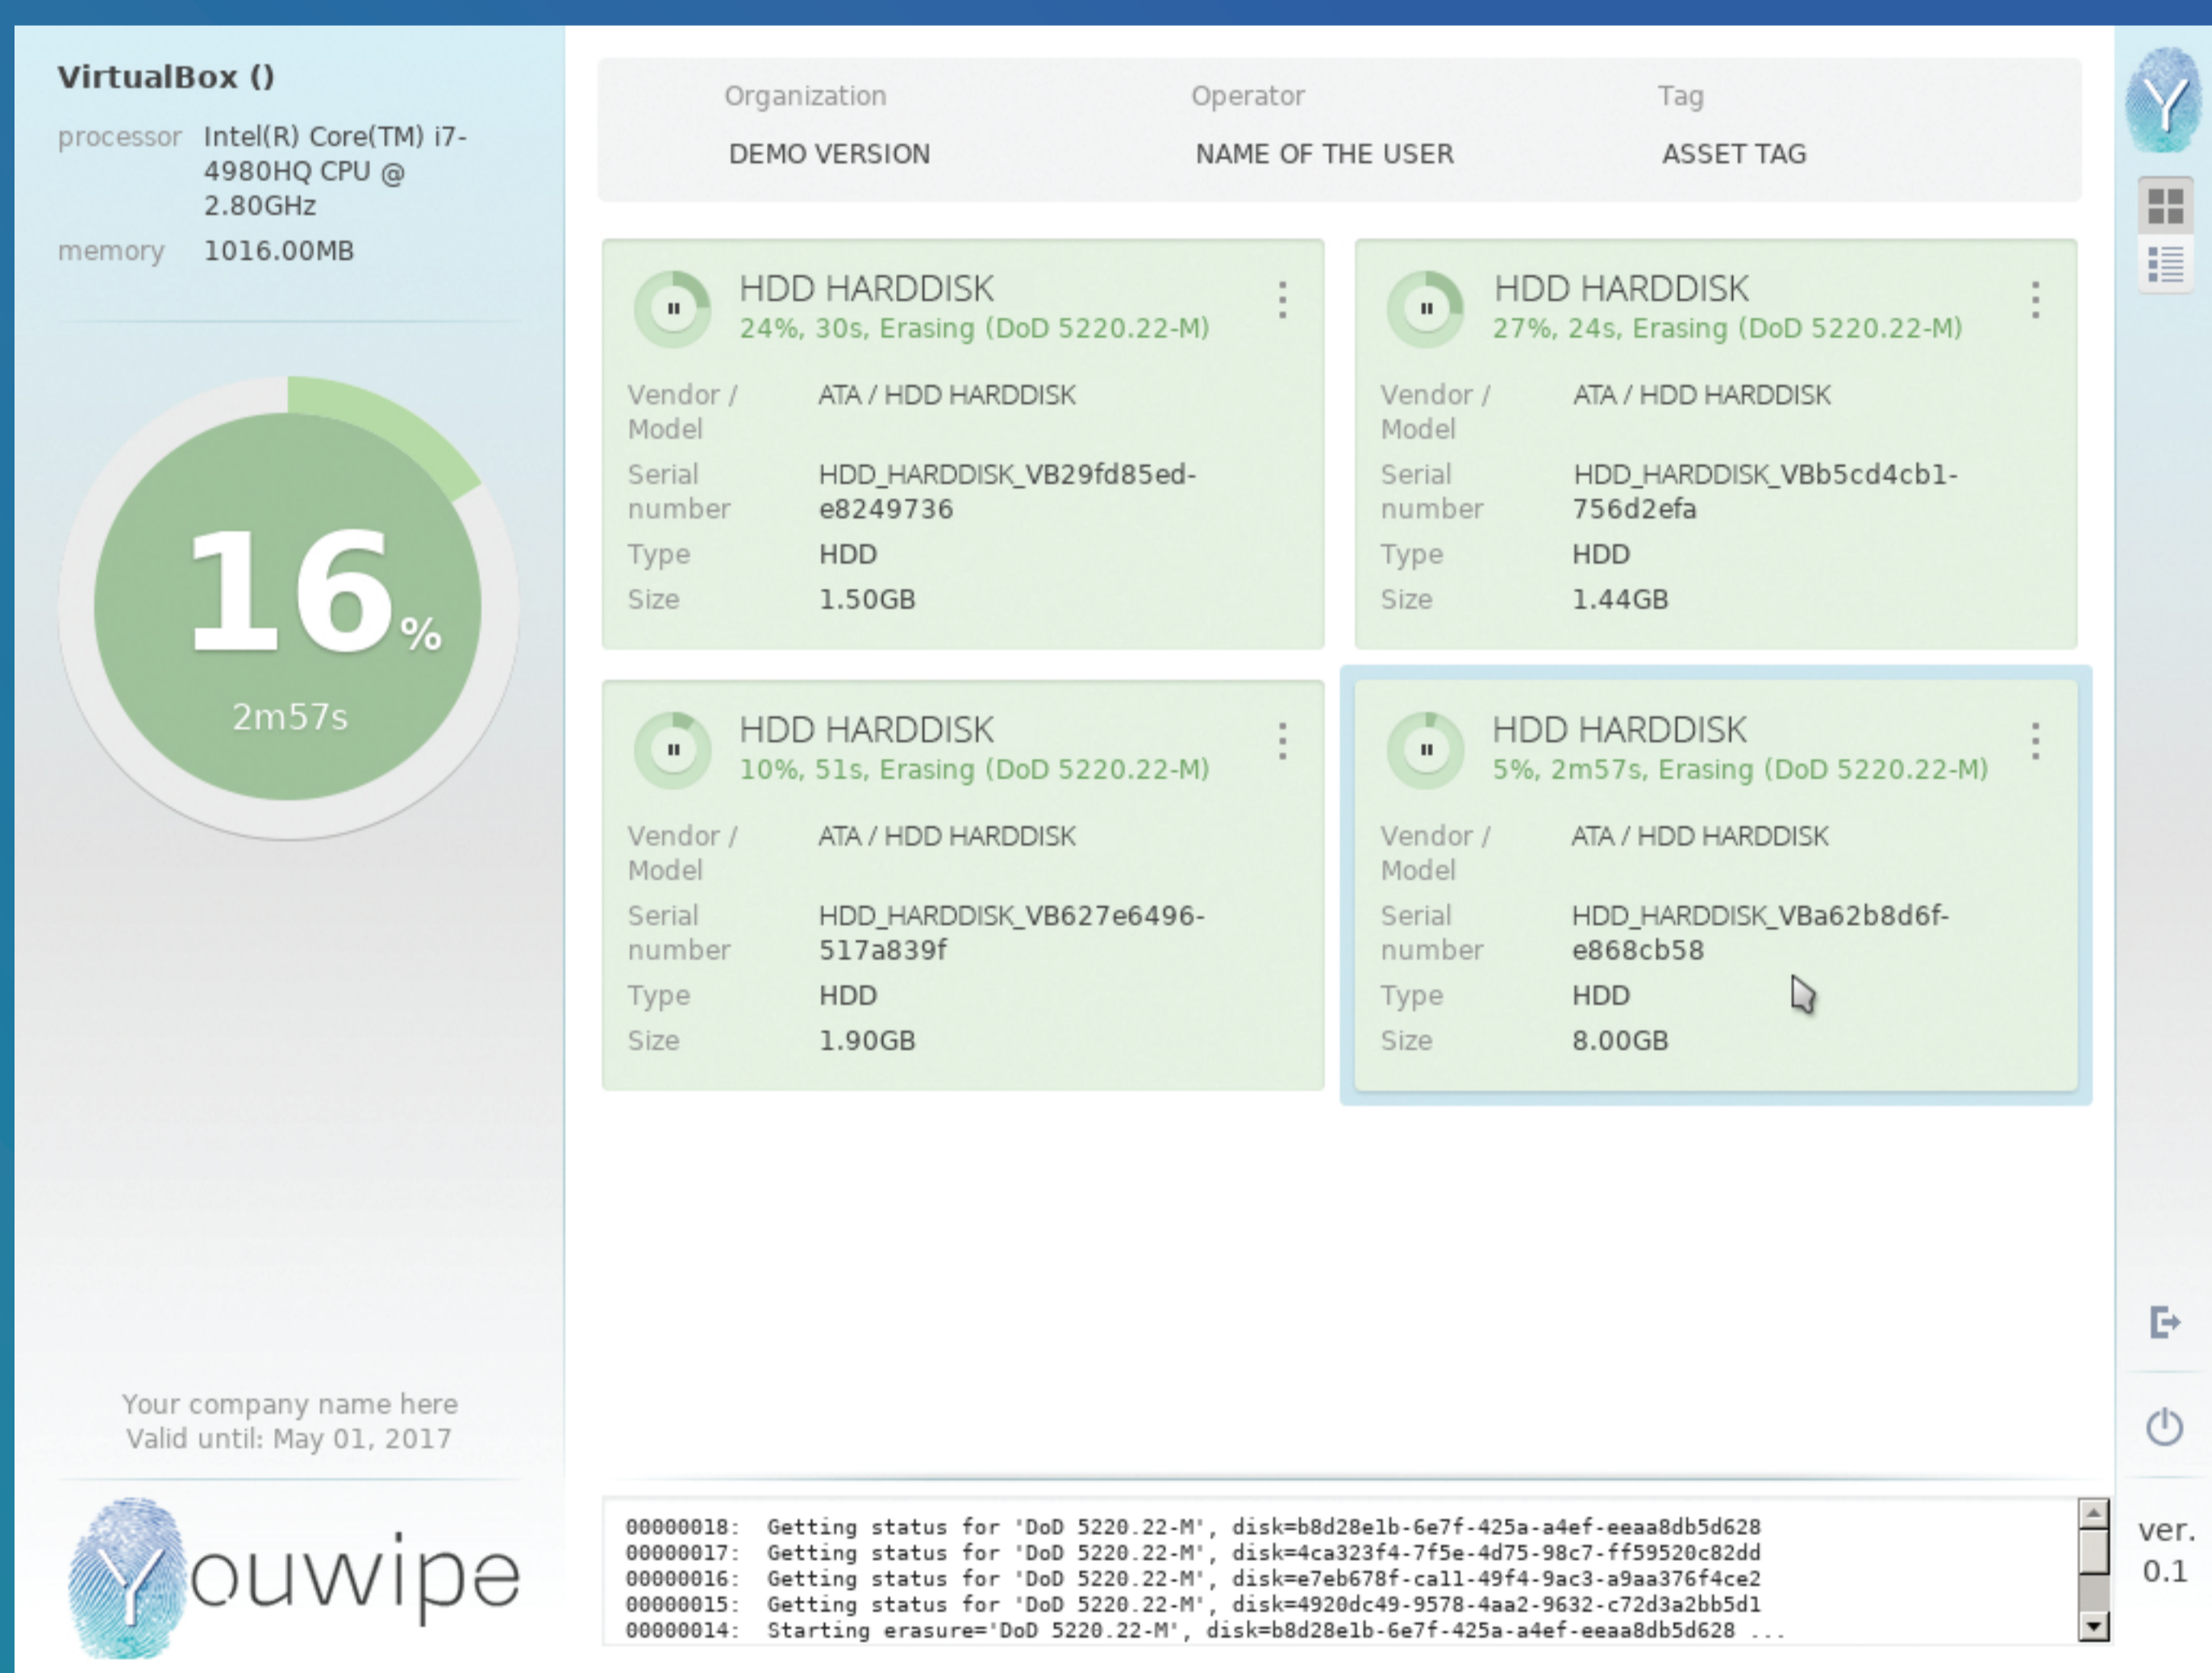 VirtualBox ()
processor Intel(R) Core(TM) i7-
4980HQ CPU @
2.80GHz
memory 1016.00MB
16%
2m57s
Your company name here
Valid until: May 01, 2017
Youwipe
Organization Operator Tag
DEMO VERSION NAME OF THE USER ASSET TAG
HDD HARDDISK
24%, 30s, Erasing (DoD 5220.22-M)
Vendor / ATA / HDD HARDDISK
Model
Serial HDD_HARDDISK_VB29fd85ed-
number e8249736
Type HDD
Size 1.50GB
HDD HARDDISK
27%, 24s, Erasing (DoD 5220.22-M)
Vendor / ATA / HDD HARDDISK
Model
Serial HDD_HARDDISK_VBb5cd4cb1-
number 756d2efa
Type HDD
Size 1.44GB
HDD HARDDISK
10%, 51s, Erasing (DoD 5220.22-M)
Vendor / ATA / HDD HARDDISK
Model
Serial HDD_HARDDISK_VB627e6496-
number 517a839f
Type HDD
Size 1.90GB
HDD HARDDISK
5%, 2m57s, Erasing (DoD 5220.22-M)
Vendor / ATA / HDD HARDDISK
Model
Serial HDD_HARDDISK_VBa62b8d6f-
number e868cb58
Type HDD
Size 8.00GB
00000018: Getting status for 'DoD 5220.22-M', disk=b8d28e1b-6e7f-425a-a4ef-eeaa8db5d628
00000017: Getting status for 'DoD 5220.22-M', disk=4ca323f4-7f5e-4d75-98c7-ff59520c82dd
00000016: Getting status for 'DoD 5220.22-M', disk=e7eb678f-ca11-49f4-9ac3-a9aa376f4ce2
00000015: Getting status for 'DoD 5220.22-M', disk=4920dc49-9578-4aa2-9632-c72d3a2bb5d1
00000014: Starting erasure='DoD 5220.22-M', disk=b8d28e1b-6e7f-425a-a4ef-eeaa8db5d628 ...
Y
ver.
0.1